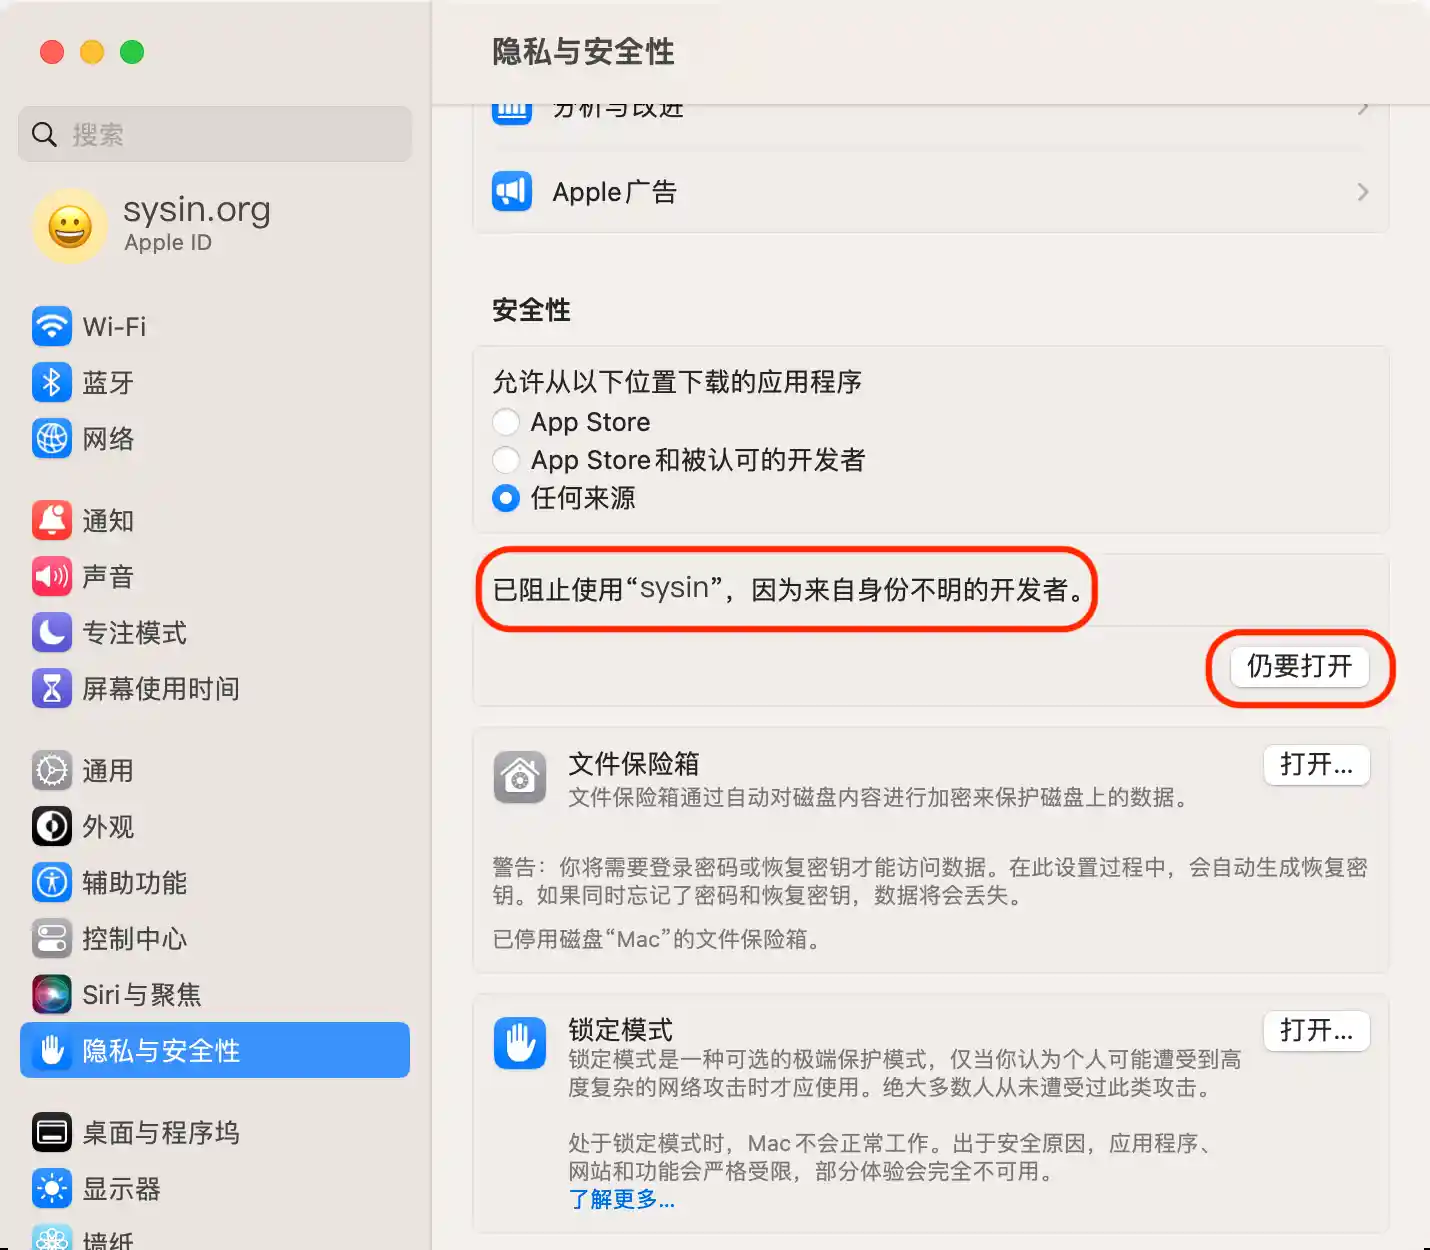 隐私与安全性
搜索
sysin.org
Apple ID
Wi-Fi
蓝牙
网络
通知
声音
专注模式
屏幕使用时间
通用
外观
辅助功能
控制中心
Siri与聚焦
隐私与安全性
桌面与程序坞
显示器
墙纸
分析与改进
Apple广告
安全性
允许从以下位置下载的应用程序
App Store
App Store和被认可的开发者
任何来源
已阻止使用“sysin”，因为来自身份不明的开发者。
仍要打开
文件保险箱
打开...
文件保险箱通过自动对磁盘内容进行加密来保护磁盘上的数据。
警告：你将需要登录密码或恢复密钥才能访问数据。在此设置过程中，会自动生成恢复密
钥。如果同时忘记了密码和恢复密钥，数据将会丢失。
已停用磁盘“Mac”的文件保险箱。
锁定模式
打开...
锁定模式是一种可选的极端保护模式，仅当你认为个人可能遭受到高
度复杂的网络攻击时才应使用。绝大多数人从未遭受过此类攻击。
处于锁定模式时，Mac不会正常工作。出于安全原因，应用程序、
网站和功能会严格受限，部分体验会完全不可用。
了解更多...